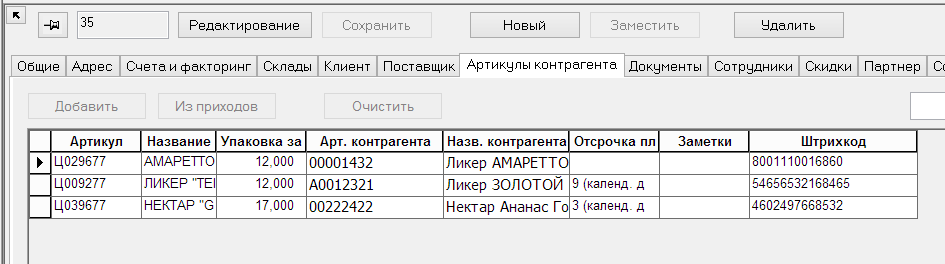 35 Редактирование Сохранить Новый Заместить Удалить
Общие Адрес Счета и факторинг Склады Клиент Поставщик Артикулы контрагента Документы Сотрудники Скидки Партнер
Добавить Из приходов Очистить
Артикул Название Упаковка за Арт. контрагента Назв. контрагента Отсрочка пл Заметки Штрихкод
Ц029677 АМАРЕТТО 12,000 00001432 Ликер АМАРЕТТО 8001110016860
Ц009277 ЛИКЕР "ТЕ 12,000 А0012321 Ликер ЗОЛОТОЙ 9 (календ. д 54656532168465
Ц039677 НЕКТАР "G 17,000 00222422 Нектар Ананас Го 3 (календ. д 4602497668532